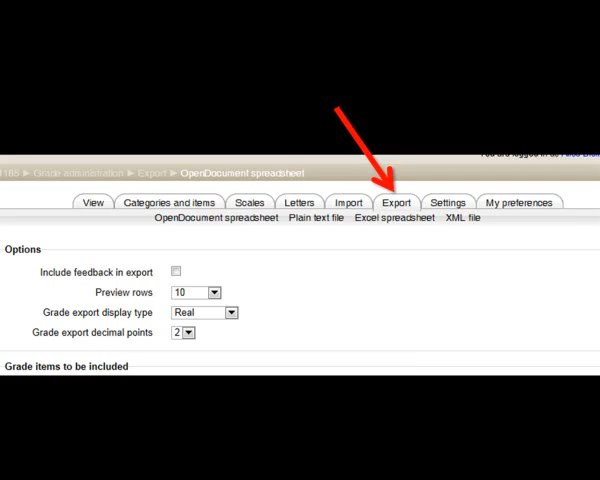 1185 ► Grade administration ► Export ► OpenDocument spreadsheet
View Categories and items Scales Letters Import Export Settings My preferences
OpenDocument spreadsheet Plain text file Excel spreadsheet XML file
Options
Include feedback in export
Preview rows 10
Grade export display type Real
Grade export decimal points 2
Grade items to be included